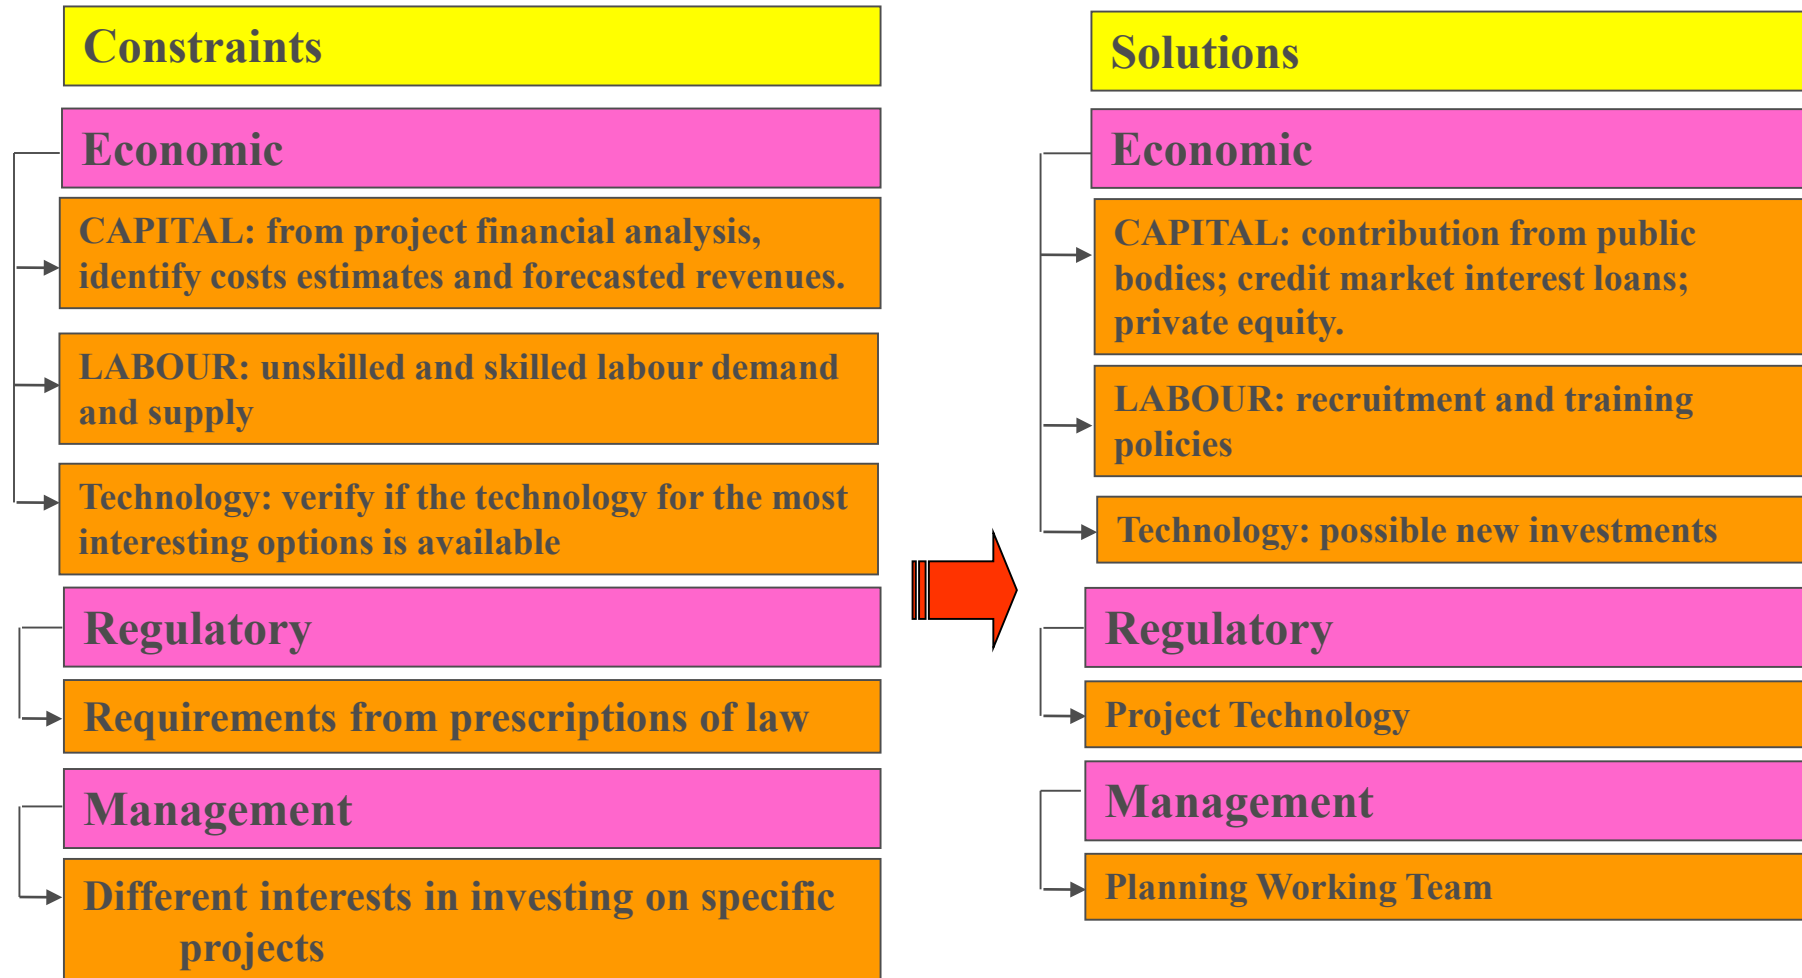 Constraints
Economic
CAPITAL: from project financial analysis,
identify costs estimates and forecasted revenues.
LABOUR: unskilled and skilled labour demand
and supply
Technology: verify if the technology for the most
interesting options is available
Regulatory
Requirements from prescriptions of law
Management
Different interests in investing on specific
projects
Solutions
Economic
CAPITAL: contribution from public
bodies; credit market interest loans;
private equity.
LABOUR: recruitment and training
policies
Technology: possible new investments
Regulatory
Project Technology
Management
Planning Working Team